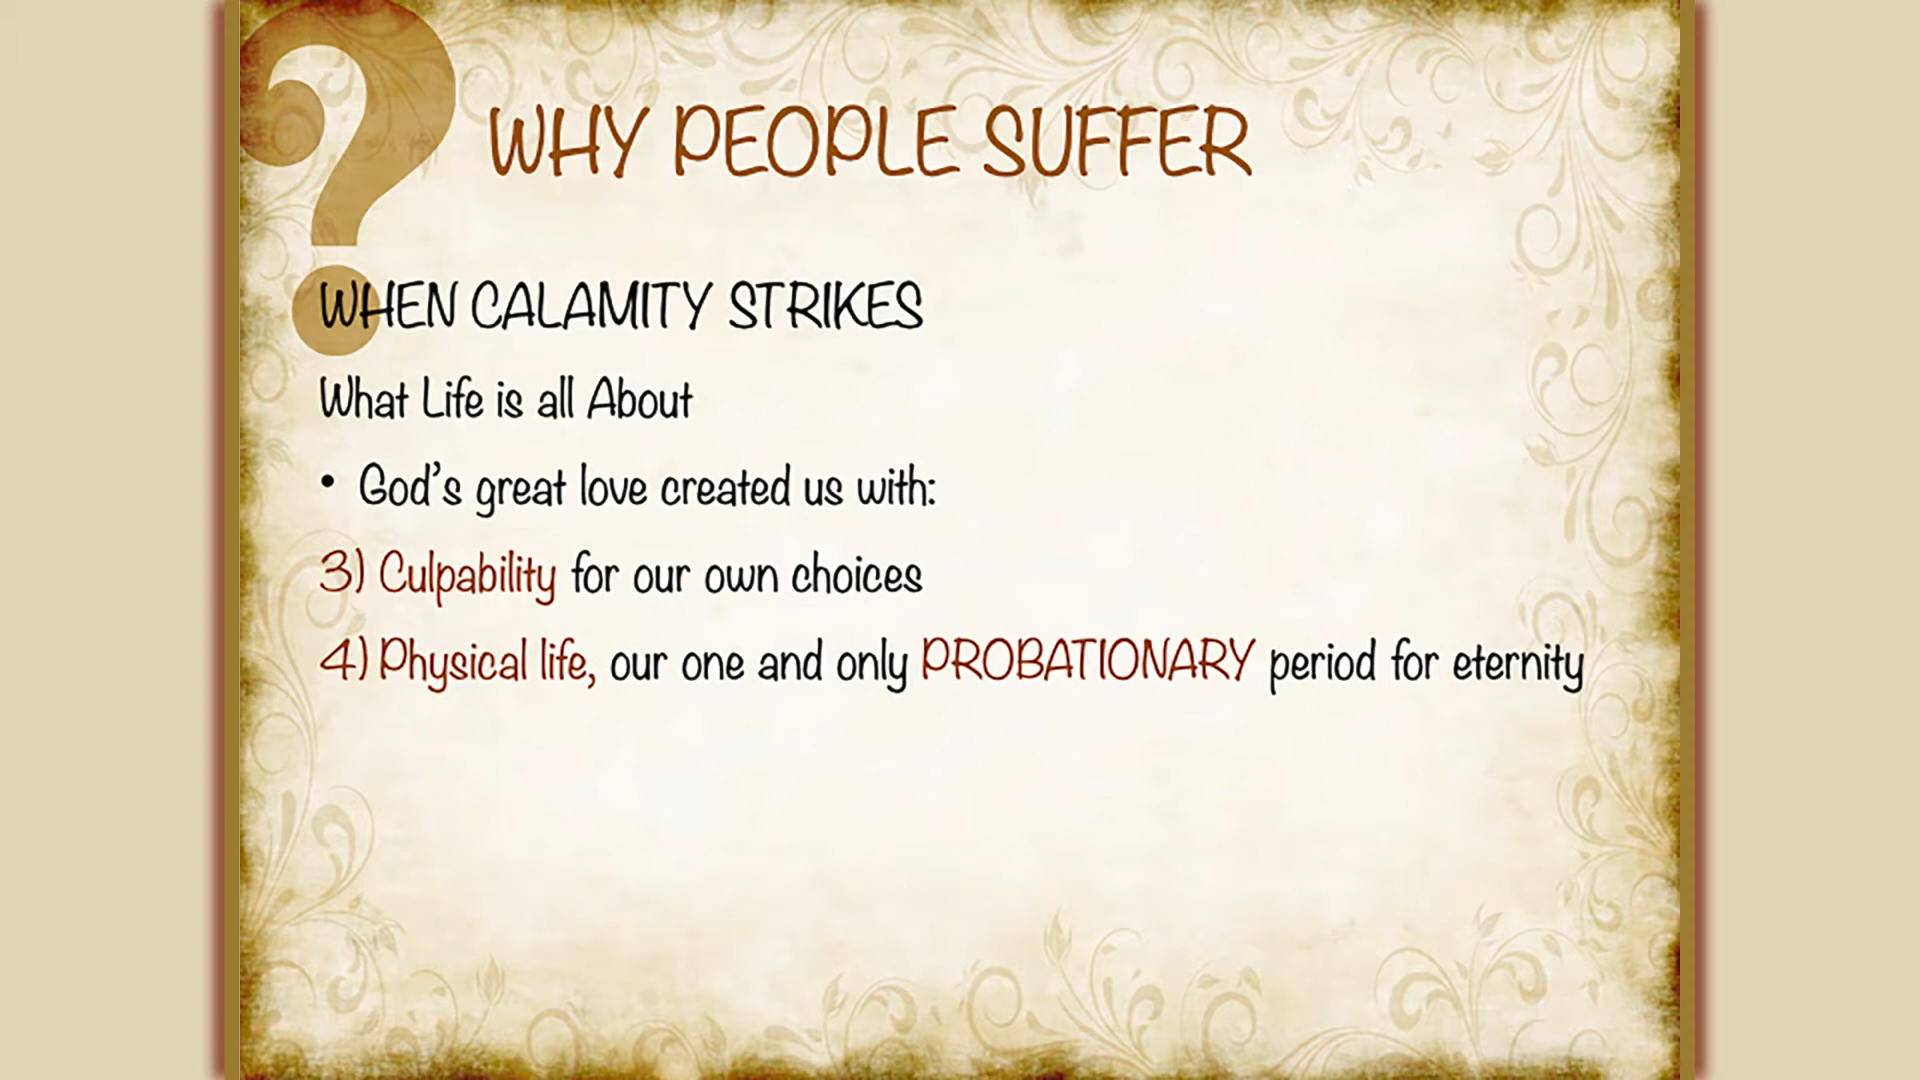 ?
WHY PEOPLE SUFFER
WHEN CALAMITY STRIKES
What Life is all About
• God's great love created us with:
3) Culpability for our own choices
4) Physical life, our one and only PROBATIONARY period for eternity